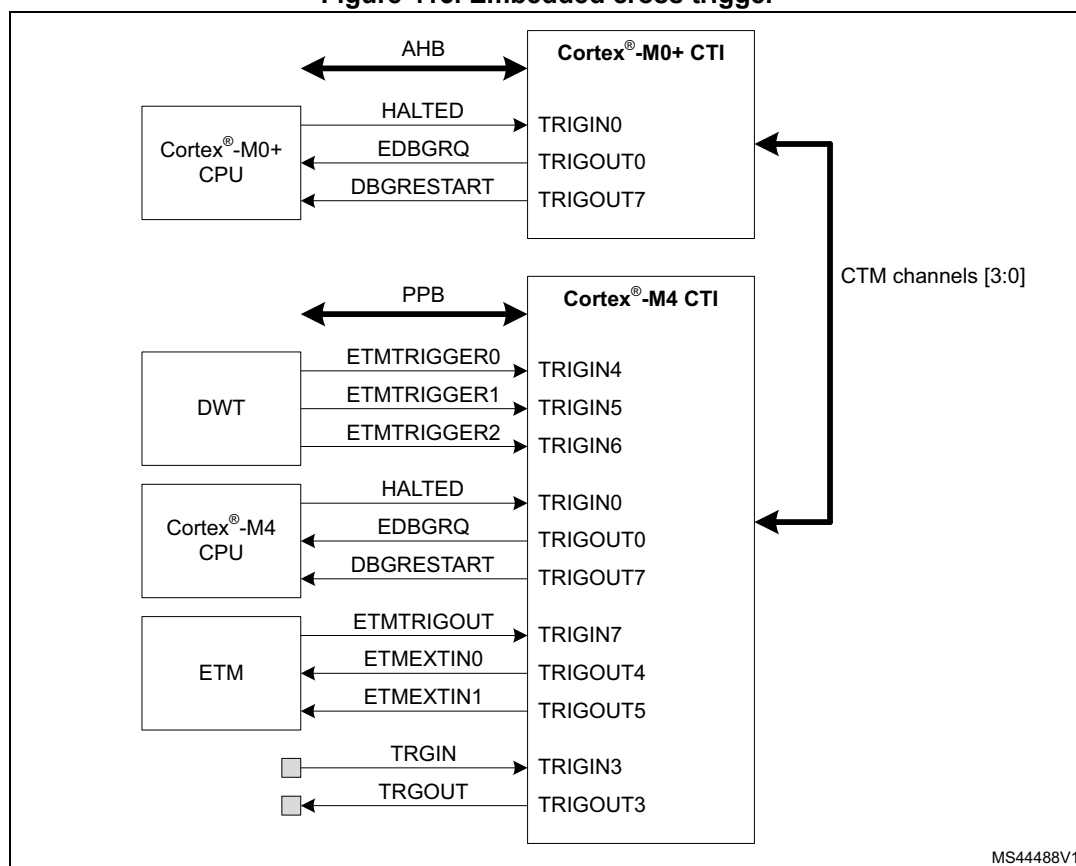 Figure 413. Embedded cross trigger
AHB
Cortex®-M0+ CTI
HALTED
TRIGIN0
Cortex®-M0+
CPU
EDBGRQ
TRIGOUT0
DBGRESTART
TRIGOUT7
CTM channels [3:0]
PPB
Cortex®-M4 CTI
ETMTRIGGER0
TRIGIN4
DWT
ETMTRIGGER1
TRIGIN5
ETMTRIGGER2
TRIGIN6
HALTED
TRIGIN0
Cortex®-M4
CPU
EDBGRQ
TRIGOUT0
DBGRESTART
TRIGOUT7
ETMTRIGOUT
TRIGIN7
ETM
ETMEXTIN0
TRIGOUT4
ETMEXTIN1
TRIGOUT5
TRGIN
TRIGIN3
TRGOUT
TRIGOUT3
MS44488V1